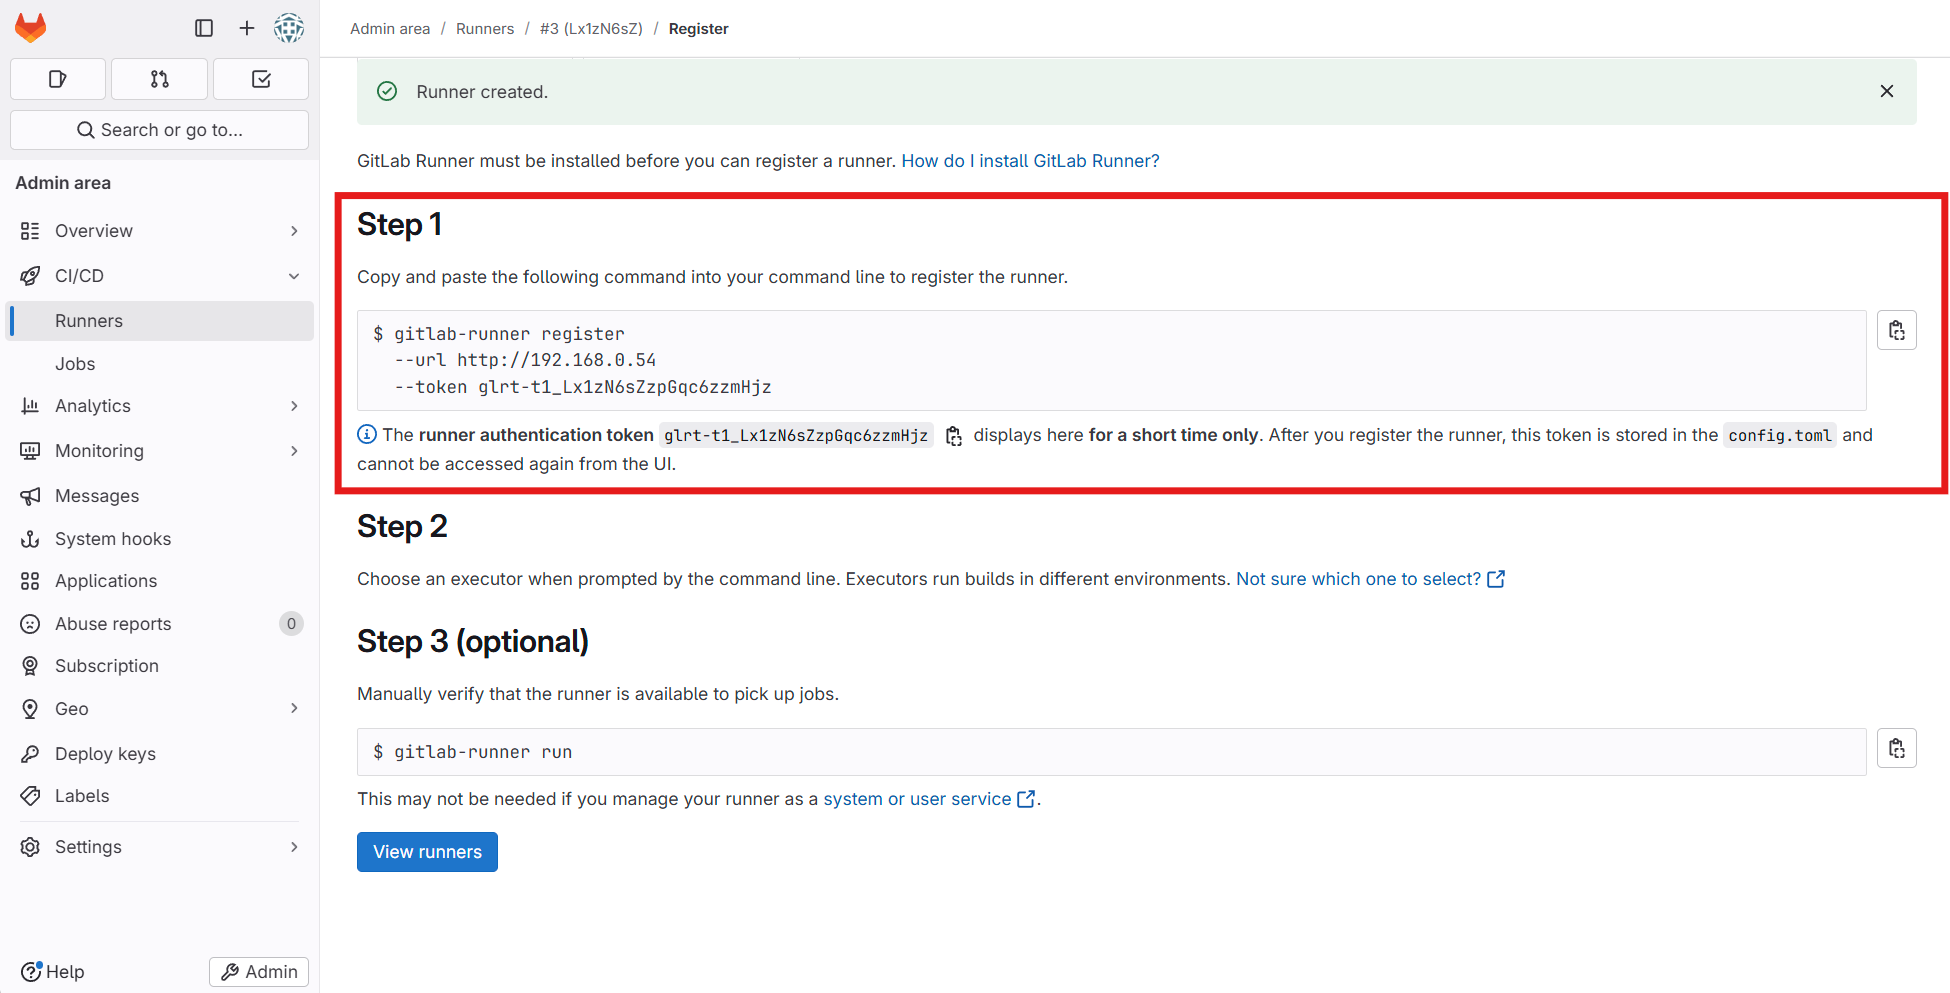 Admin area / Runners / #3 (Lx1zN6sZ) / Register
Search or go to...
Admin area
Overview
CI/CD
Runners
Jobs
Analytics
Monitoring
Messages
System hooks
Applications
Abuse reports 0
Subscription
Geo
Deploy keys
Labels
Settings
Help
Admin
Runner created.
GitLab Runner must be installed before you can register a runner. How do I install GitLab Runner?
Step 1
Copy and paste the following command into your command line to register the runner.
$ gitlab-runner register
--url http://192.168.0.54
--token glrt-t1_Lx1zN6sZzpGqc6zzmHjz
The runner authentication token glrt-t1_Lx1zN6sZzpGqc6zzmHjz displays here for a short time only. After you register the runner, this token is stored in the config.toml and
cannot be accessed again from the UI.
Step 2
Choose an executor when prompted by the command line. Executors run builds in different environments. Not sure which one to select?
Step 3 (optional)
Manually verify that the runner is available to pick up jobs.
$ gitlab-runner run
This may not be needed if you manage your runner as a system or user service.
View runners